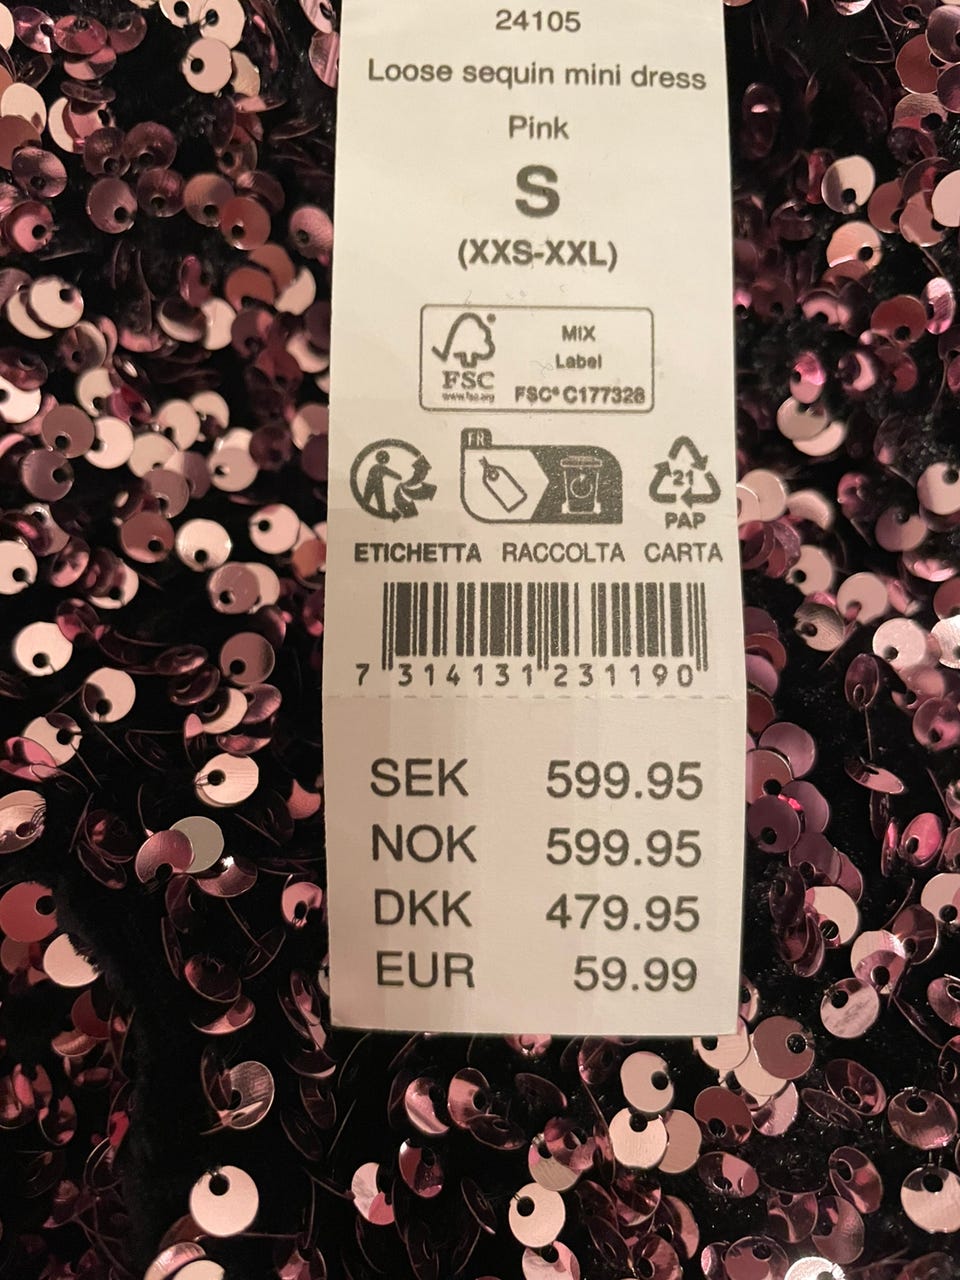 24105
Loose sequin mini dress
Pink
S
(XXS-XXL)
MIX
Label
FSC
www.fsc.org
FSC® C177328
FR
21
PAP
ETICHETTA RACCOLTA CARTA
7 314131 231190
SEK 599.95
NOK 599.95
DKK 479.95
EUR 59.99